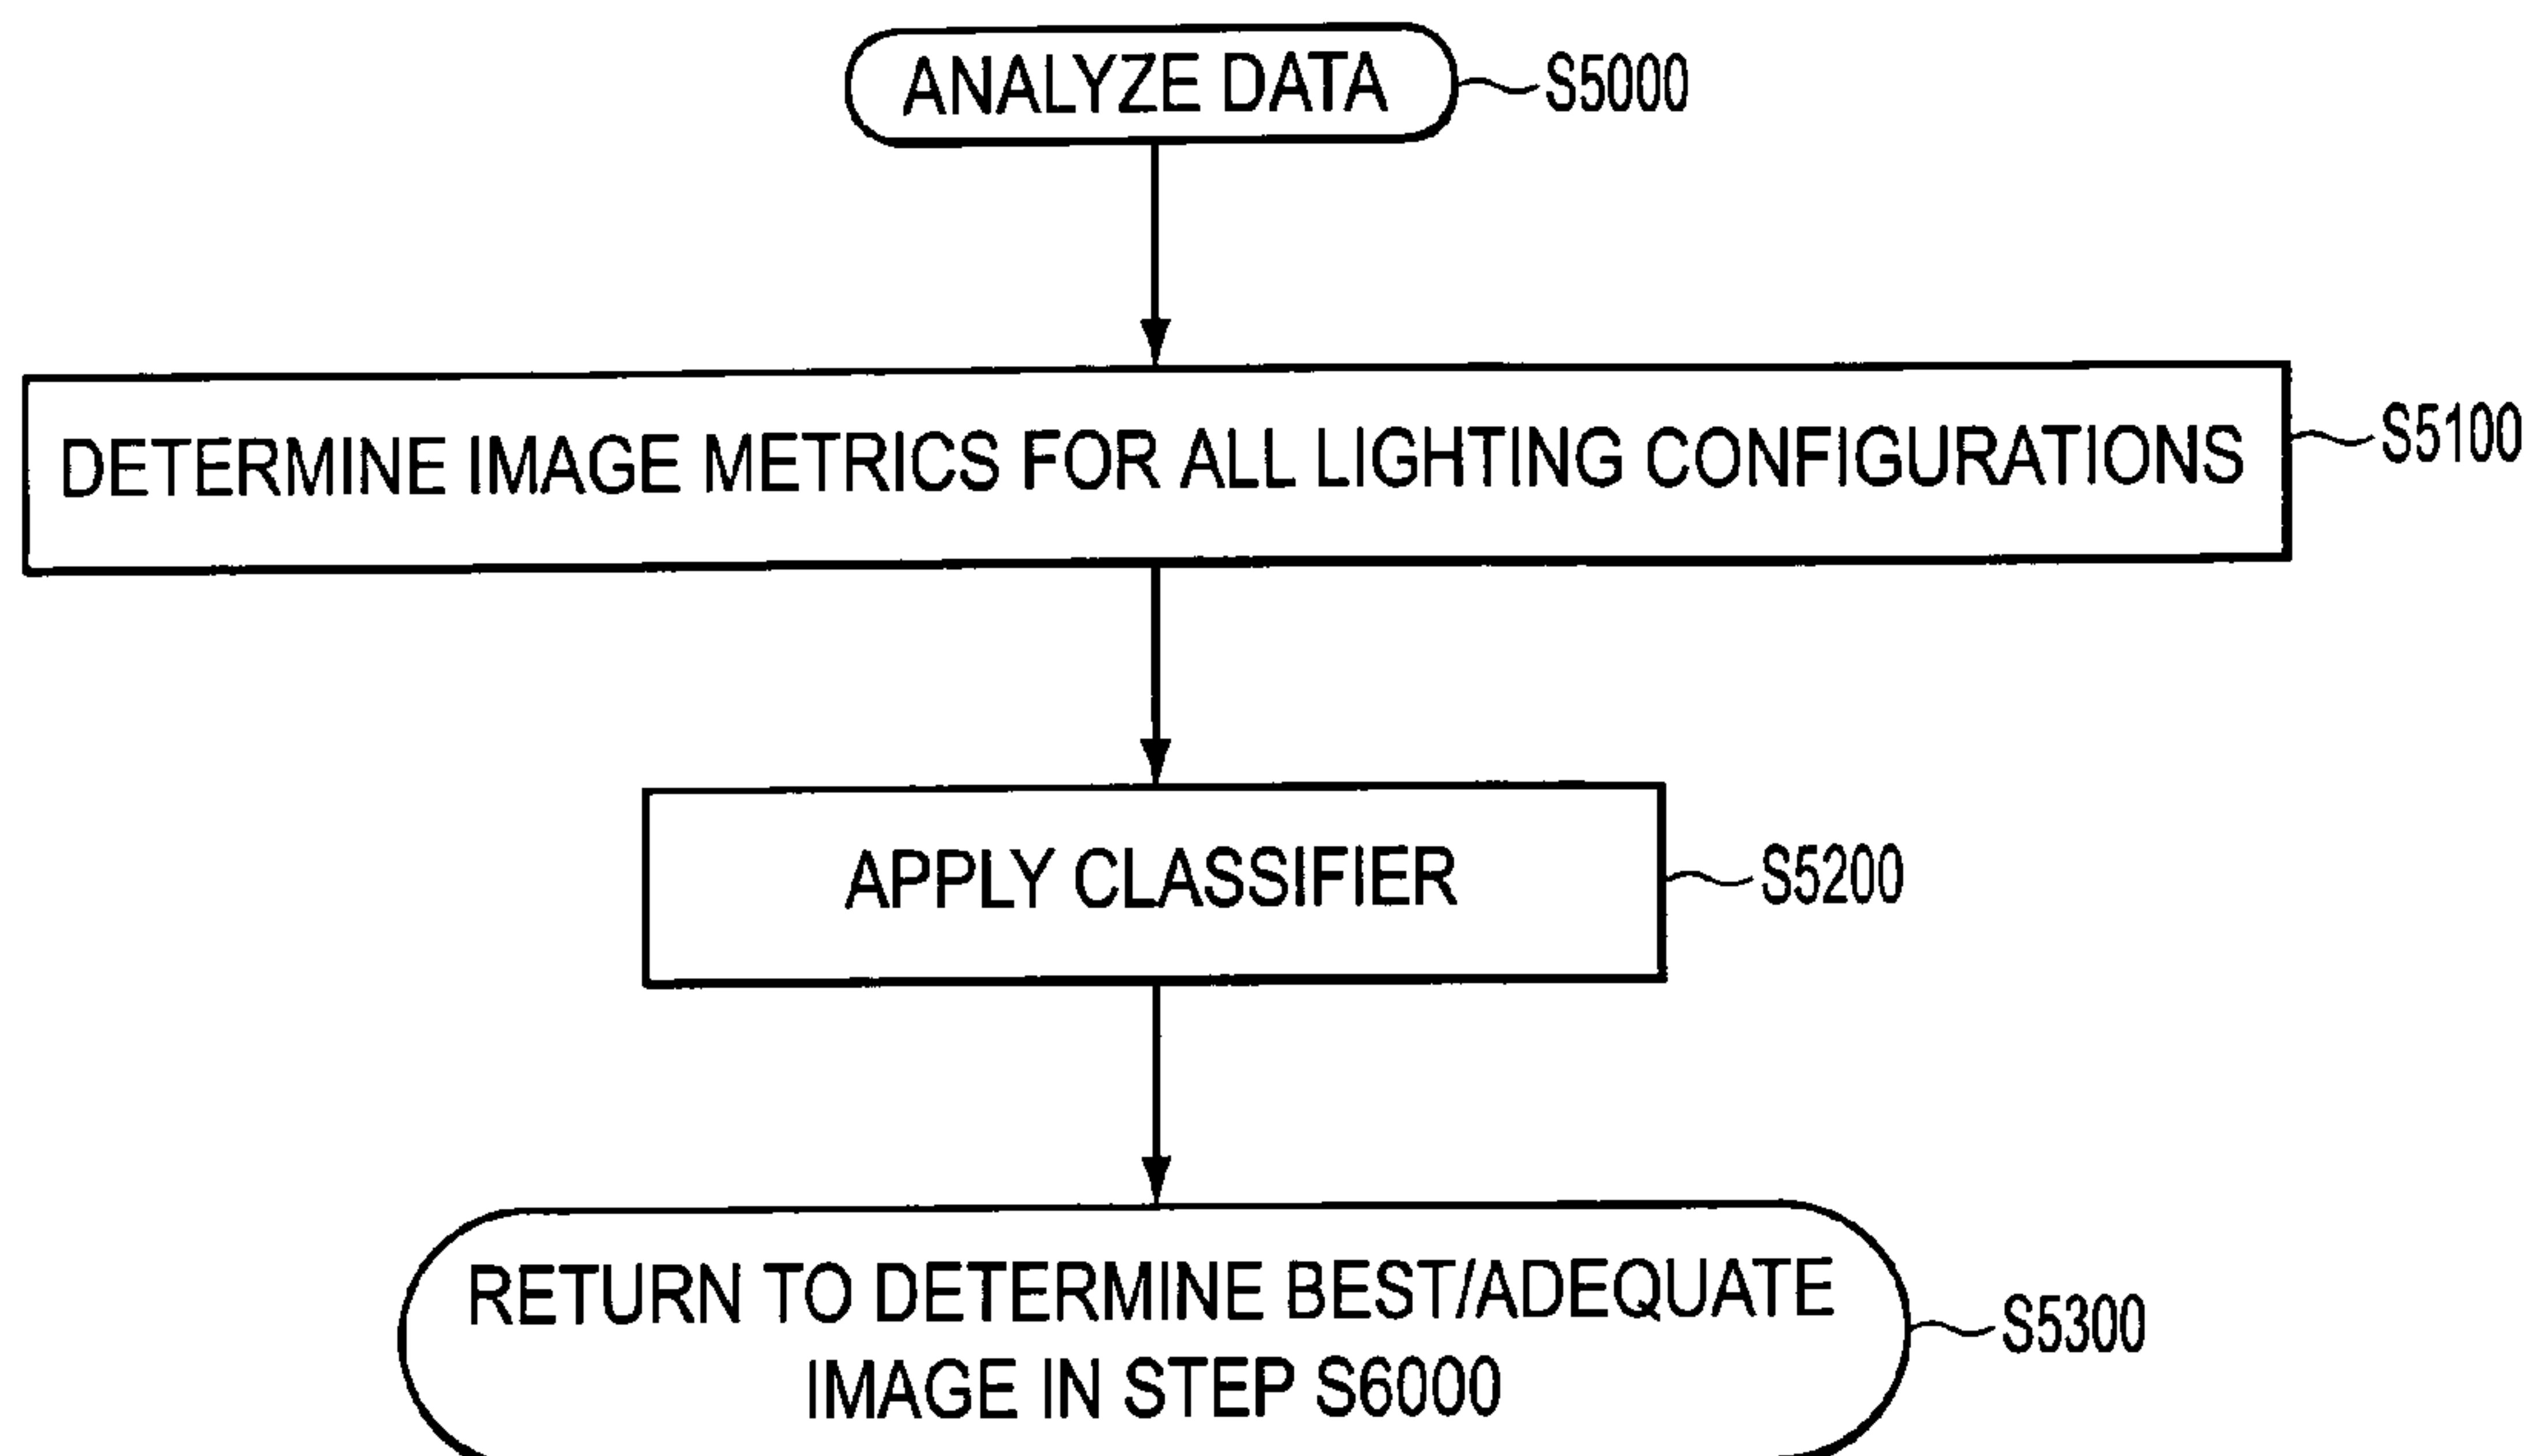 ANALYZE DATA
S5000
DETERMINE IMAGE METRICS FOR ALL LIGHTING CONFIGURATIONS
S5100
APPLY CLASSIFIER
S5200
RETURN TO DETERMINE BEST/ADEQUATE
IMAGE IN STEP S6000
S5300